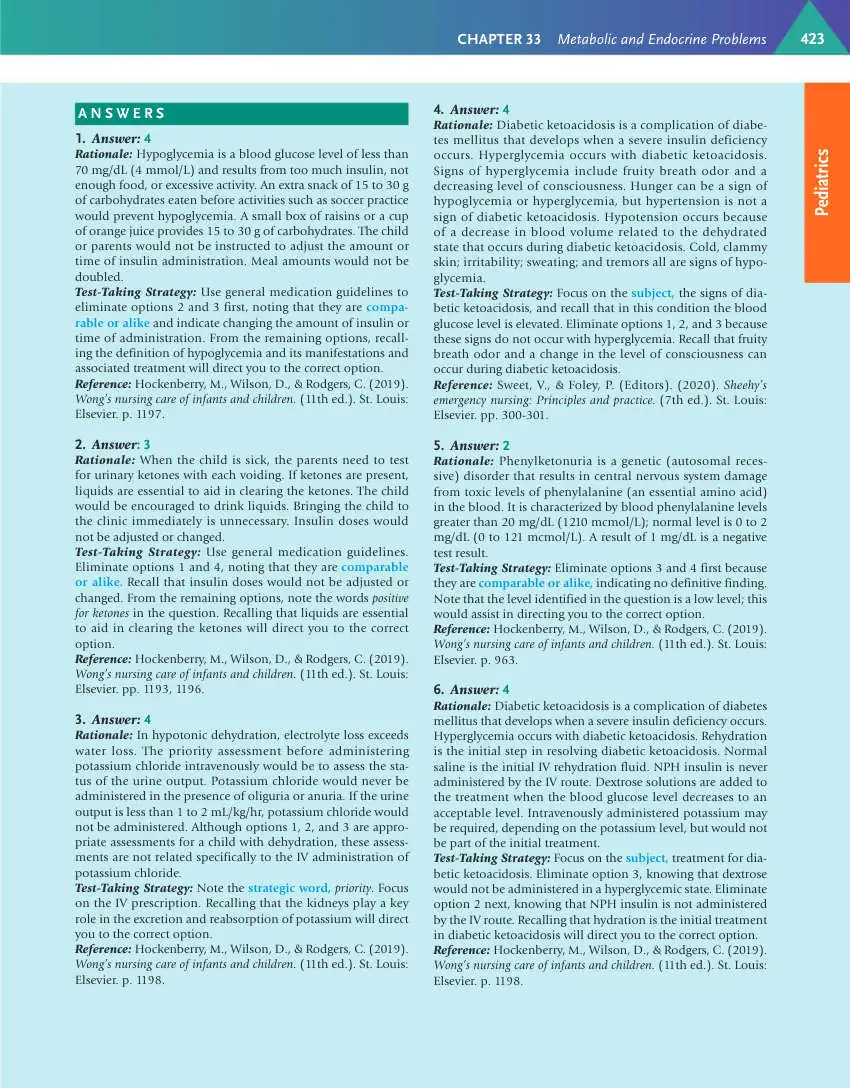 CHAPTER 33 Metabolic and Endocrine Problems 423
ANSWERS
1. Answer: 4
Rationale: Hypoglycemia is a blood glucose level of less than
70 mg/dL (4 mmol/L) and results from too much insulin, not
enough food, or excessive activity. An extra snack of 15 to 30 g
of carbohydrates eaten before activities such as soccer practice
would prevent hypoglycemia. A small box of raisins or a cup
of orange juice provides 15 to 30 g of carbohydrates. The child
or parents would not be instructed to adjust the amount or
time of insulin administration. Meal amounts would not be
doubled.
Test-Taking Strategy: Use general medication guidelines to
eliminate options 2 and 3 first, noting that they are compa-
rable or alike and indicate changing the amount of insulin or
time of administration. From the remaining options, recall-
ing the definition of hypoglycemia and its manifestations and
associated treatment will direct you to the correct option.
Reference: Hockenberry, M., Wilson, D., & Rodgers, C. (2019).
Wong's nursing care of infants and children. (11th ed.). St. Louis:
Elsevier. p. 1197.
2. Answer: 3
Rationale: When the child is sick, the parents need to test
for urinary ketones with each voiding. If ketones are present,
liquids are essential to aid in clearing the ketones. The child
would be encouraged to drink liquids. Bringing the child to
the clinic immediately is unnecessary. Insulin doses would
not be adjusted or changed.
Test-Taking Strategy: Use general medication guidelines.
Eliminate options 1 and 4, noting that they are comparable
or alike. Recall that insulin doses would not be adjusted or
changed. From the remaining options, note the words positive
for ketones in the question. Recalling that liquids are essential
to aid in clearing the ketones will direct you to the correct
option.
Reference: Hockenberry, M., Wilson, D., & Rodgers, C. (2019).
Wong's nursing care of infants and children. (11th ed.). St. Louis:
Elsevier. pp. 1193, 1196.
3. Answer: 4
Rationale: In hypotonic dehydration, electrolyte loss exceeds
water loss. The priority assessment before administering
potassium chloride intravenously would be to assess the sta-
tus of the urine output. Potassium chloride would never be
administered in the presence of oliguria or anuria. If the urine
output is less than 1 to 2 mL/kg/hr, potassium chloride would
not be administered. Although options 1, 2, and 3 are appro-
priate assessments for a child with dehydration, these assess-
ments are not related specifically to the IV administration of
potassium chloride.
Test-Taking Strategy: Note the strategic word, priority. Focus
on the IV prescription. Recalling that the kidneys play a key
role in the excretion and reabsorption of potassium will direct
you to the correct option.
Reference: Hockenberry, M., Wilson, D., & Rodgers, C. (2019).
Wong's nursing care of infants and children. (11th ed.). St. Louis:
Elsevier. p. 1198.
4. Answer: 4
Rationale: Diabetic ketoacidosis is a complication of diabe-
tes mellitus that develops when a severe insulin deficiency
occurs. Hyperglycemia occurs with diabetic ketoacidosis.
Signs of hyperglycemia include fruity breath odor and a
decreasing level of consciousness. Hunger can be a sign of
hypoglycemia or hyperglycemia, but hypertension is not a
sign of diabetic ketoacidosis. Hypotension occurs because
of a decrease in blood volume related to the dehydrated
state that occurs during diabetic ketoacidosis. Cold, clammy
skin; irritability; sweating; and tremors all are signs of hypo-
glycemia.
Test-Taking Strategy: Focus on the subject, the signs of dia-
betic ketoacidosis, and recall that in this condition the blood
glucose level is elevated. Eliminate options 1, 2, and 3 because
these signs do not occur with hyperglycemia. Recall that fruity
breath odor and a change in the level of consciousness can
occur during diabetic ketoacidosis.
Reference: Sweet, V., & Foley, P. (Editors). (2020). Sheehy's
emergency nursing: Principles and practice. (7th ed.). St. Louis:
Elsevier. pp. 300-301.
5. Answer: 2
Rationale: Phenylketonuria is a genetic (autosomal reces-
sive) disorder that results in central nervous system damage
from toxic levels of phenylalanine (an essential amino acid)
in the blood. It is characterized by blood phenylalanine levels
greater than 20 mg/dL (1210 mcmol/L); normal level is 0 to 2
mg/dL (0 to 121 mcmol/L). A result of 1 mg/dL is a negative
test result.
Test-Taking Strategy: Eliminate options 3 and 4 first because
they are comparable or alike, indicating no definitive finding.
Note that the level identified in the question is a low level; this
would assist in directing you to the correct option.
Reference: Hockenberry, M., Wilson, D., & Rodgers, C. (2019).
Wong's nursing care of infants and children. (11th ed.). St. Louis:
Elsevier. p. 963.
6. Answer: 4
Rationale: Diabetic ketoacidosis is a complication of diabetes
mellitus that develops when a severe insulin deficiency occurs.
Hyperglycemia occurs with diabetic ketoacidosis. Rehydration
is the initial step in resolving diabetic ketoacidosis. Normal
saline is the initial IV rehydration fluid. NPH insulin is never
administered by the IV route. Dextrose solutions are added to
the treatment when the blood glucose level decreases to an
acceptable level. Intravenously administered potassium may
be required, depending on the potassium level, but would not
be part of the initial treatment.
Test-Taking Strategy: Focus on the subject, treatment for dia-
betic ketoacidosis. Eliminate option 3, knowing that dextrose
would not be administered in a hyperglycemic state. Eliminate
option 2 next, knowing that NPH insulin is not administered
by the IV route. Recalling that hydration is the initial treatment
in diabetic ketoacidosis will direct you to the correct option.
Reference: Hockenberry, M., Wilson, D., & Rodgers, C. (2019).
Wong's nursing care of infants and children. (11th ed.). St. Louis:
Elsevier. p. 1198.
Pediatrics